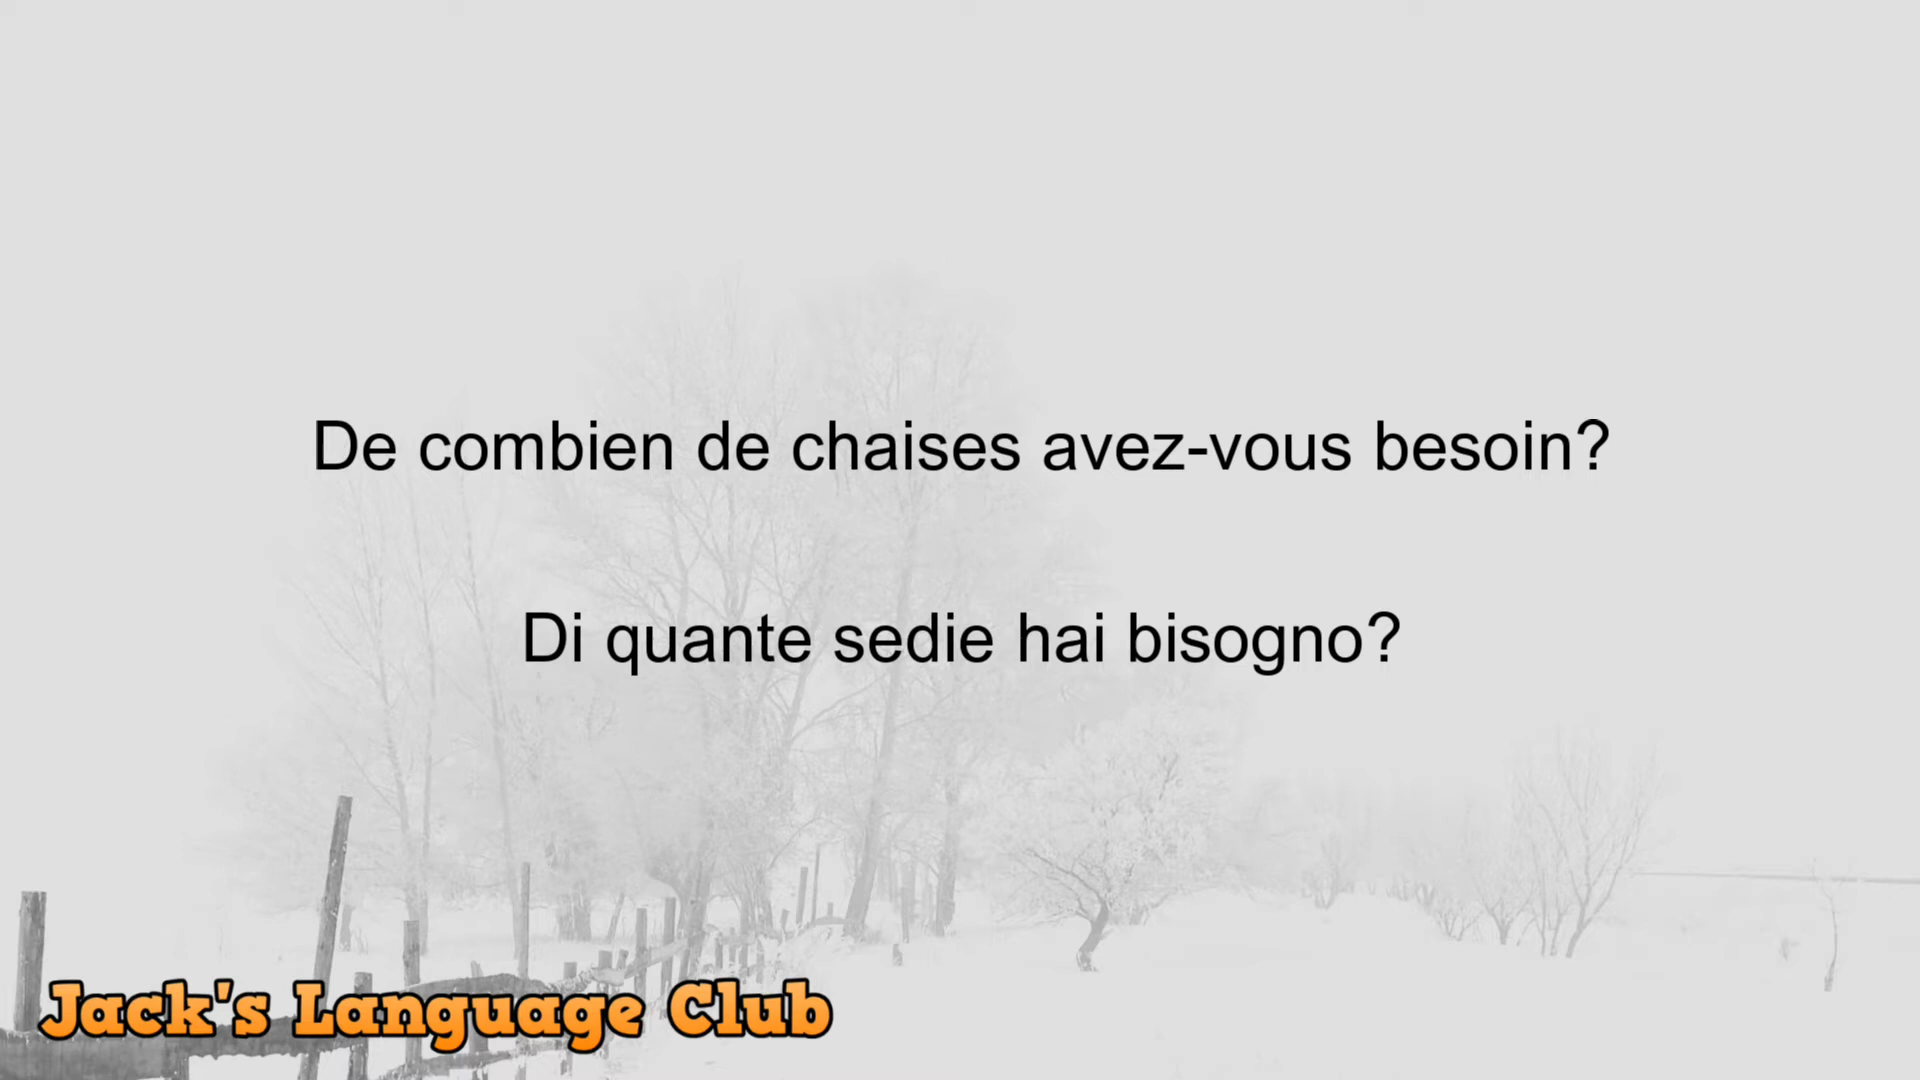 De combien de chaises avez-vous besoin?
Di quante sedie hai bisogno?
Jack's Language Club